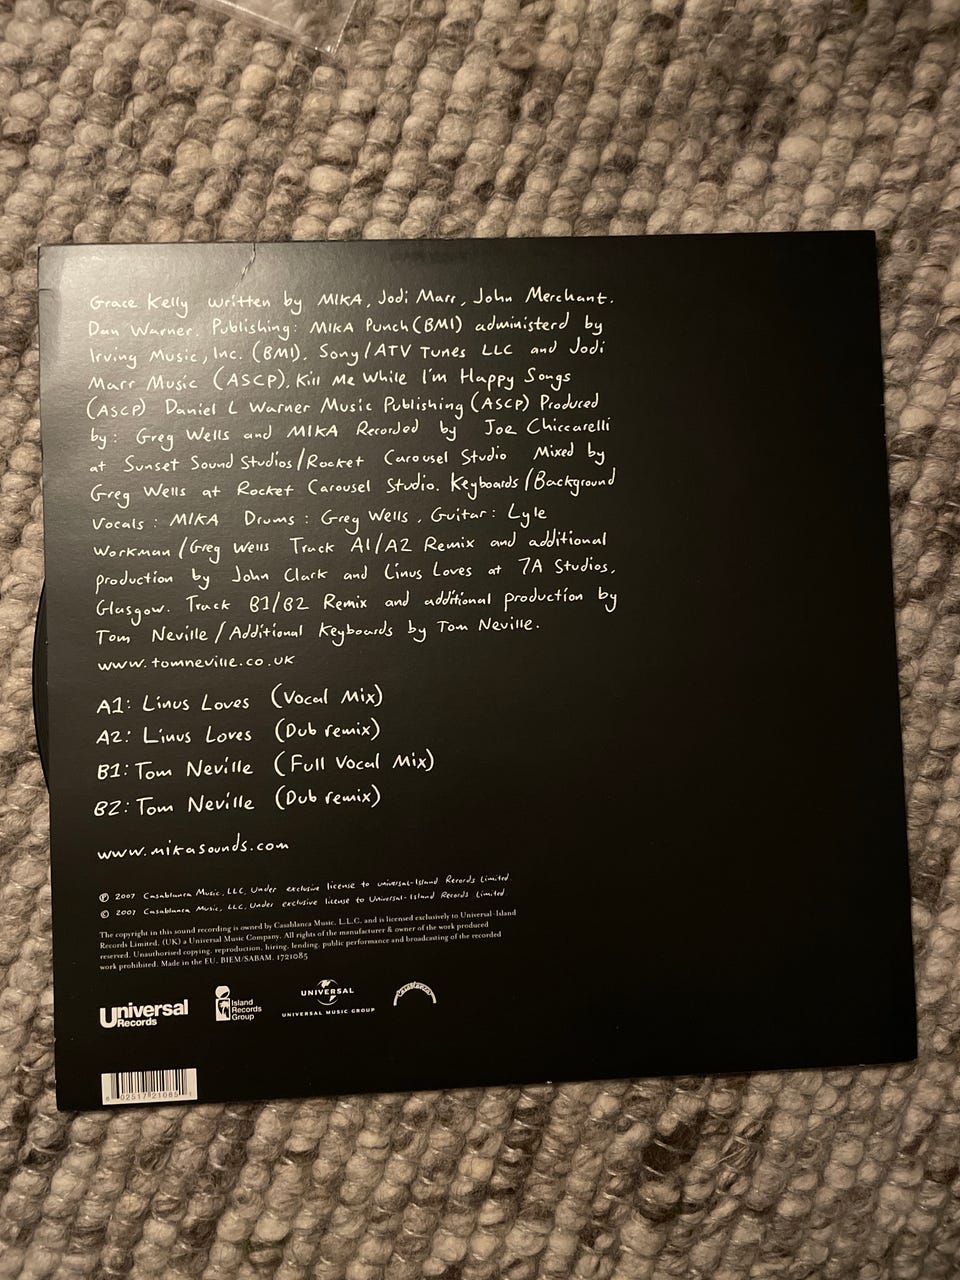 Grace Kelly written by MIKA, Jodi Marr, John Merchant.
Dan Warner. Publishing: MIKA Punch (BMI) administerd by
Irving Music, Inc. (BMI). Sony/ATV Tunes LLC and Jodi
Marr Music (ASCP). Kill Me While I'm Happy Songs
(ASCP) Daniel L Warner Music Publishing (ASCP) Produced
by: Greg Wells and MIKA Recorded by Joe Chiccarelli
at Sunset Sound Studios/Rocket Carousel Studio Mixed by
Greg Wells at Rocket Carousel Studio. Keyboards/Background
Vocals: MIKA Drums: Greg Wells. Guitar: Lyle
Workman/Greg Wells Track A1/A2 Remix and additional
production by John Clark and Linus Loves at 7A Studios,
Glasgow. Track B1/B2 Remix and additional production by
Tom Neville/Additional Keyboards by Tom Neville.
www.tomneville.co.uk
A1: Linus Loves (Vocal Mix)
A2: Linus Loves (Dub remix)
B1: Tom Neville (Full Vocal Mix)
B2: Tom Neville (Dub remix)
www.mikasounds.com
℗ 2007 Casablanca Music, LLC, Under exclusive license to universal-Island Records Limited.
© 2007 Casablanca Music, LLC, Under exclusive license to Universal-Island Records Limited.
The copyright in this sound recording is owned by Casablanca Music, L.L.C. and is licensed exclusively to Universal-Island
Records Limited. (UK) a Universal Music Company. All rights of the manufacturer & owner of the work produced
reserved. Unauthorised copying, reproduction, hiring, lending, public performance and broadcasting of the recorded
work prohibited. Made in the EU. BIEM/SABAM. 1721085
Universal Records
Island Records Group
UNIVERSAL
UNIVERSAL MUSIC GROUP
casablanca
02517 21085